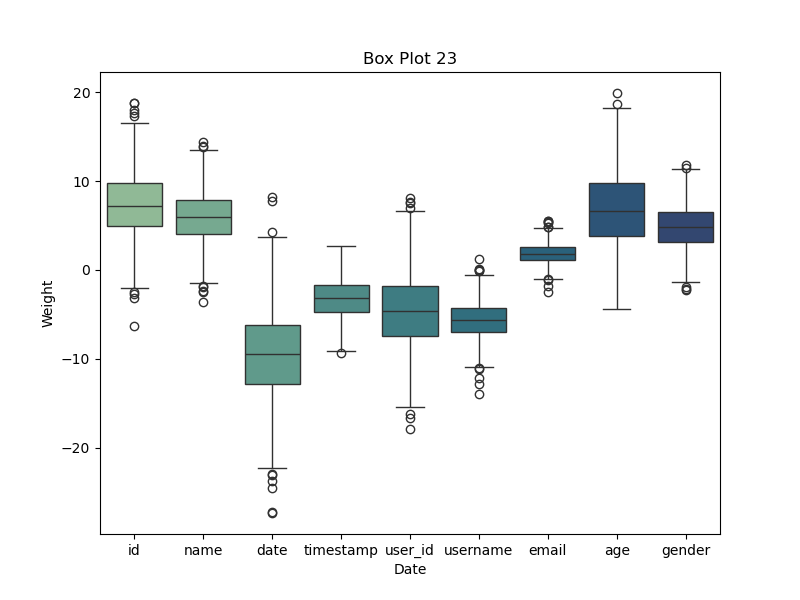 Box Plot 23
Weight
20
10
0
−10
−20
id name date timestamp user_id username email age gender
Date